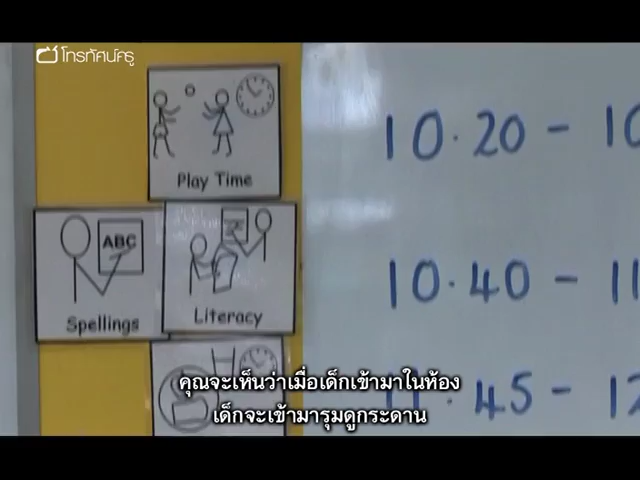 โทรทัศน์ครู
Play Time
10.20 -
ABC
Spellings
Literacy
10.40 - 11
.45 -
คุณจะเห็นว่าเมื่อเด็กเข้ามาในห้อง
เด็กจะเข้ามารุมดูกระดาน